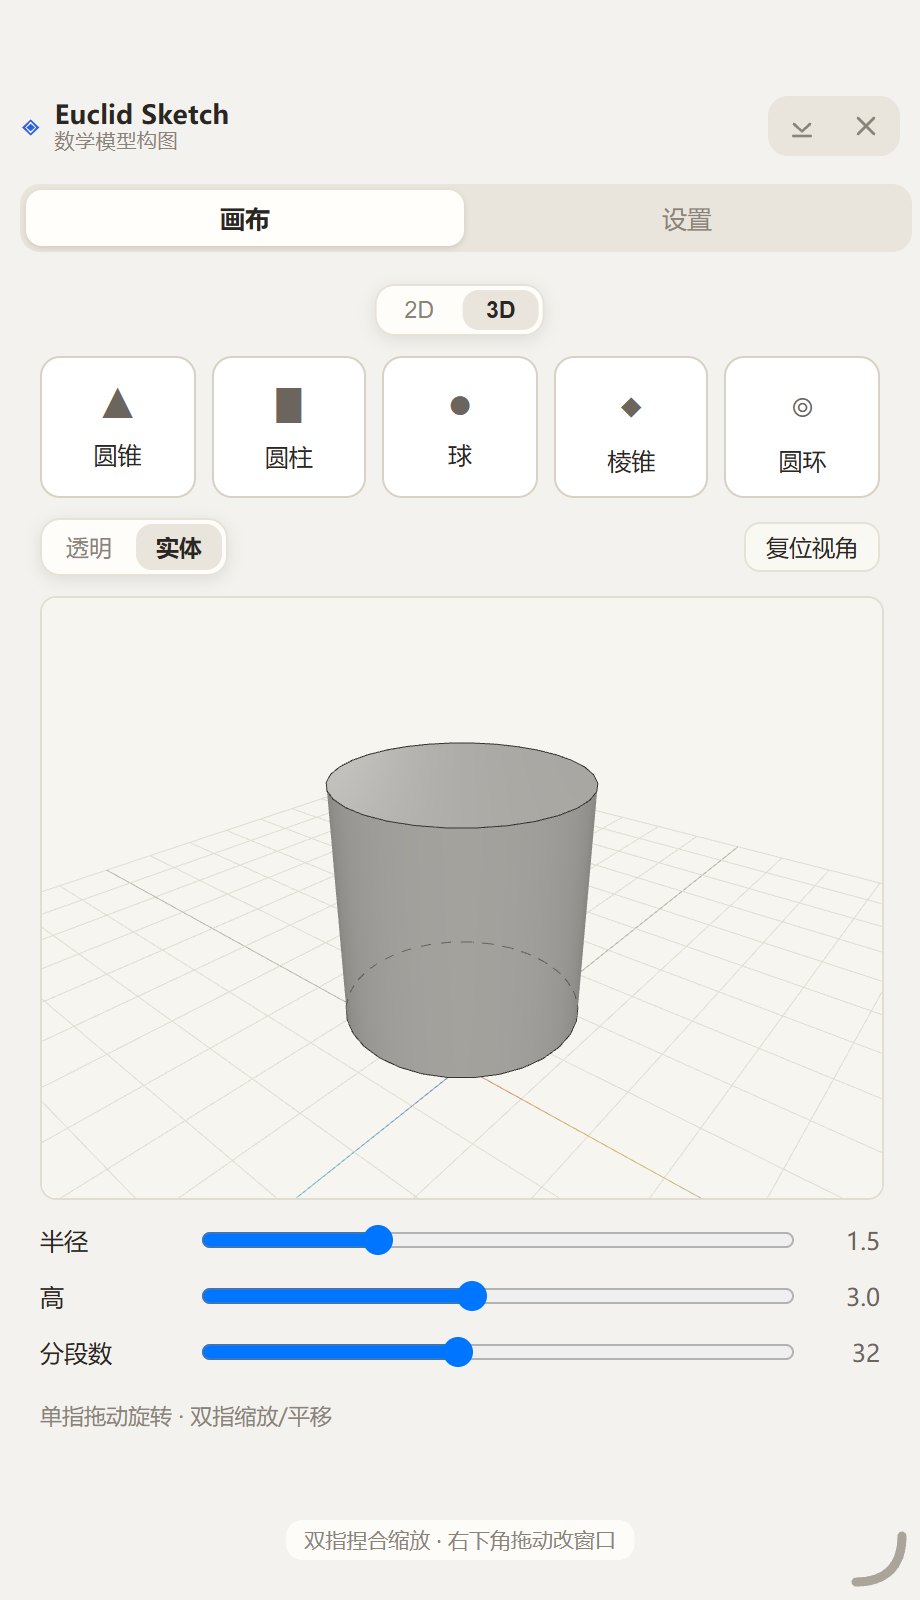 Euclid Sketch
数学模型构图
画布 设置
2D 3D
圆锥 圆柱 球 棱锥 圆环
透明 实体 复位视角
半径 1.5
高 3.0
分段数 32
单指拖动旋转 · 双指缩放/平移
双指捏合缩放 · 右下角拖动改窗口